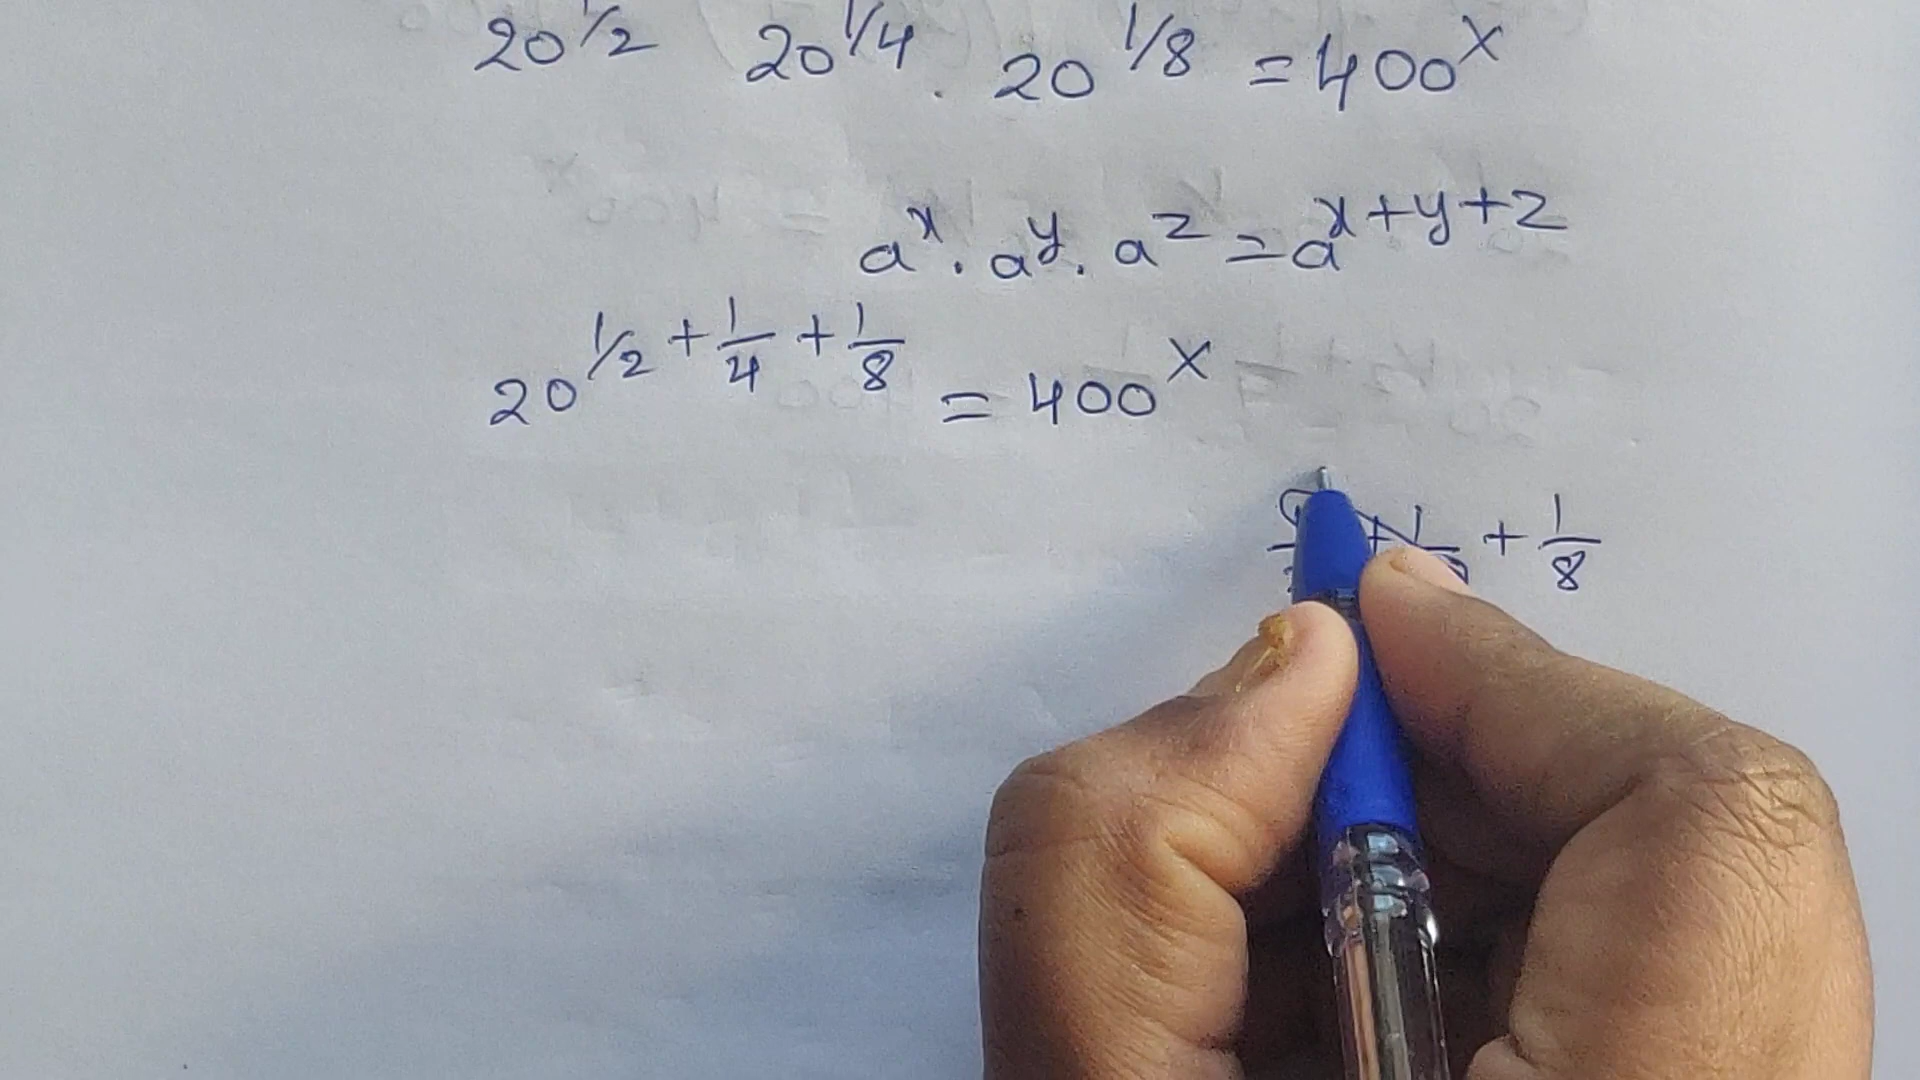 20^1/2 20^1/4 . 20^1/8 = 400^x
a^x . a^y . a^z = a^x+y+z
20^1/2 + 1/4 + 1/8 = 400^x
+ 1 + 1/8